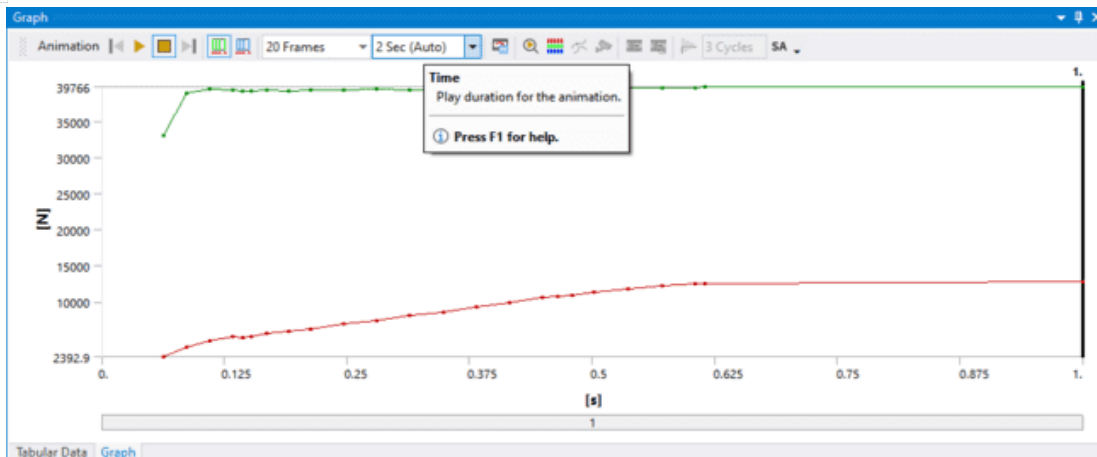 Graph
Animation 20 Frames 2 Sec (Auto) 3 Cycles SA
Time
Play duration for the animation.
Press F1 for help.
1.
39766
35000
30000
25000
20000
15000
10000
2392.9
[N]
0. 0.125 0.25 0.375 0.5 0.625 0.75 0.875 1.
[s]
1
Tabular Data Graph